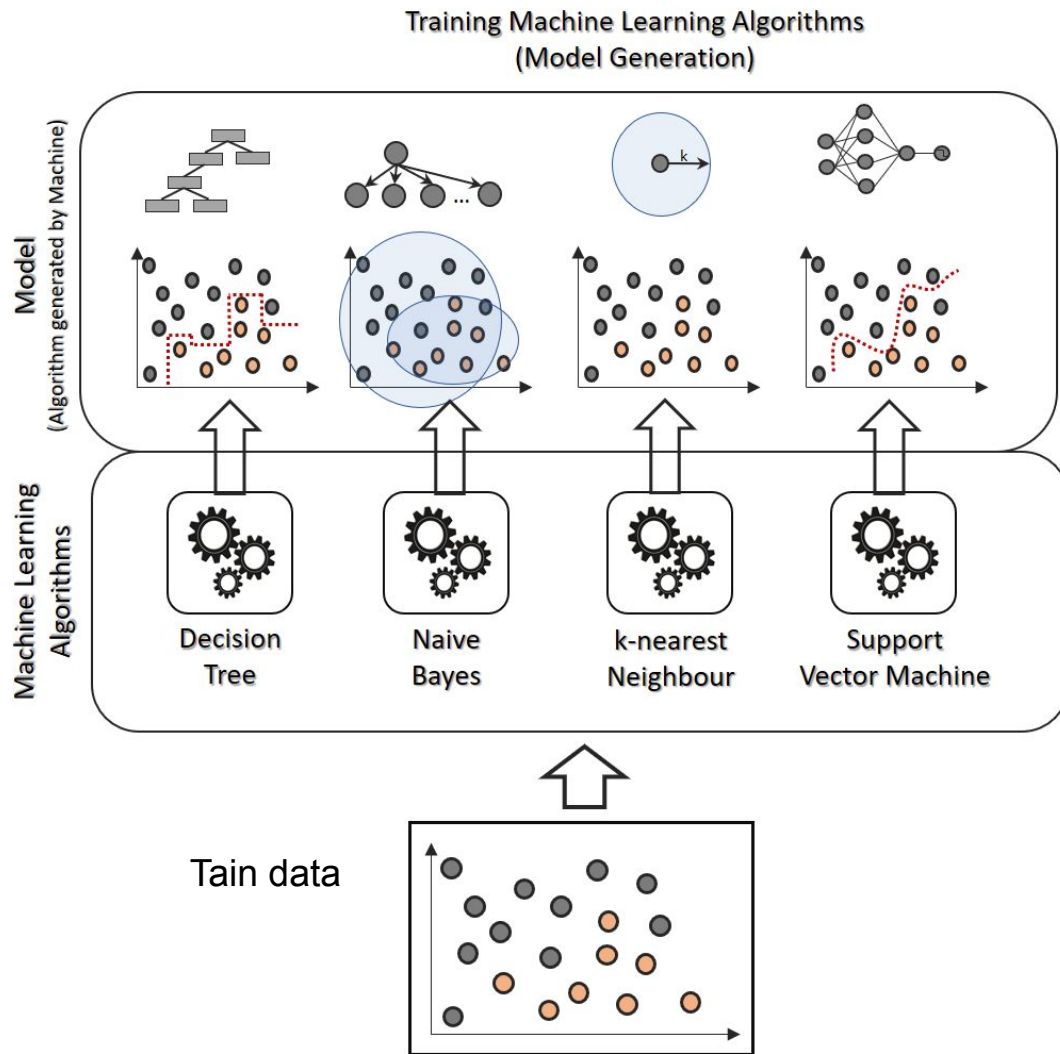 Training Machine Learning Algorithms
(Model Generation)
Model
(Algorithm generated by Machine)
k
...
Machine Learning
Algorithms
Decision
Tree
Naive
Bayes
k-nearest
Neighbour
Support
Vector Machine
Tain data